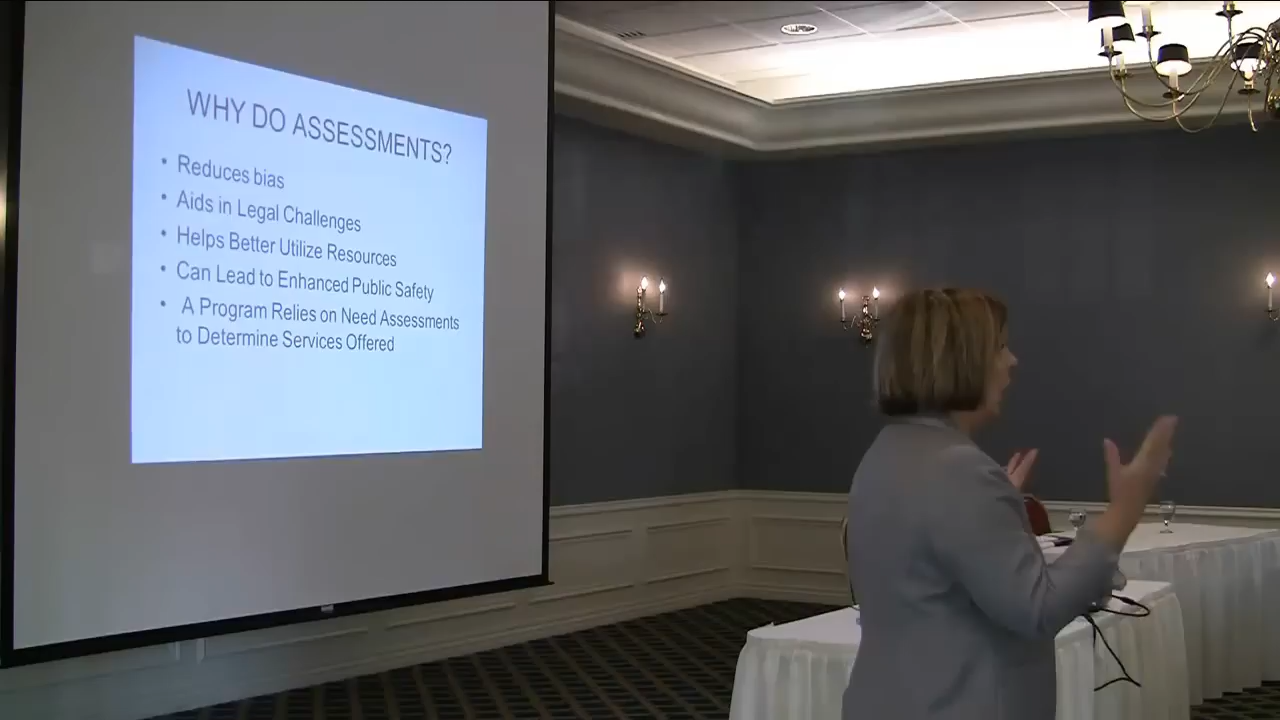 WHY DO ASSESSMENTS?
• Reduces bias
• Aids in Legal Challenges
• Helps Better Utilize Resources
• Can Lead to Enhanced Public Safety
• A Program Relies on Need Assessments
to Determine Services Offered